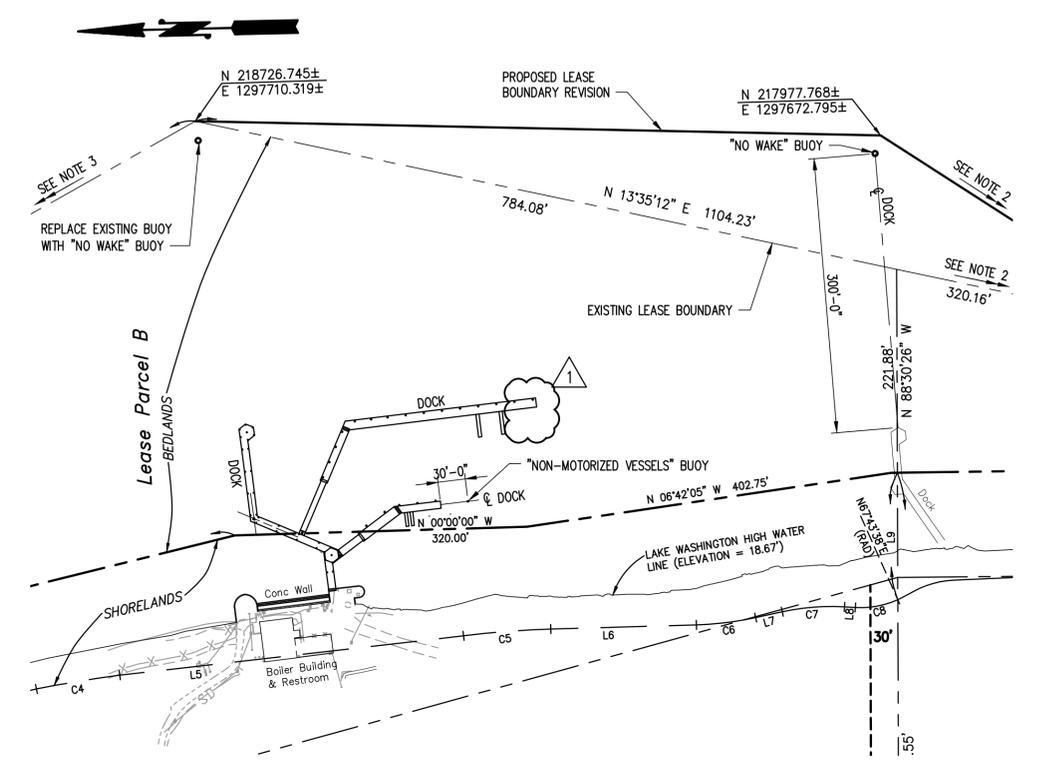 N 218726.745±
E 1297710.319±
PROPOSED LEASE
BOUNDARY REVISION
N 217977.768±
E 1297672.795±
"NO WAKE" BUOY
SEE NOTE 3
SEE NOTE 2
REPLACE EXISTING BUOY
WITH "NO WAKE" BUOY
N 13°35'12" E 1104.23'
784.08'
℄ DOCK
SEE NOTE 2
320.16'
300'-0"
EXISTING LEASE BOUNDARY
221.88'
N 88°30'26" W
Lease Parcel B
BEDLANDS
1
DOCK
DOCK
30'-0"
"NON-MOTORIZED VESSELS" BUOY
℄ DOCK
N 06°42'05" W 402.75'
Dock
N 00°00'00" W
320.00'
N67°43'38"E
(RAD)
L9
LAKE WASHINGTON HIGH WATER
LINE (ELEVATION = 18.67')
SHORELANDS
Conc Wall
C5
L6
C6
L7
C7
L8
C8
30'
Boiler Building
& Restroom
L5
C4
SD
.55'